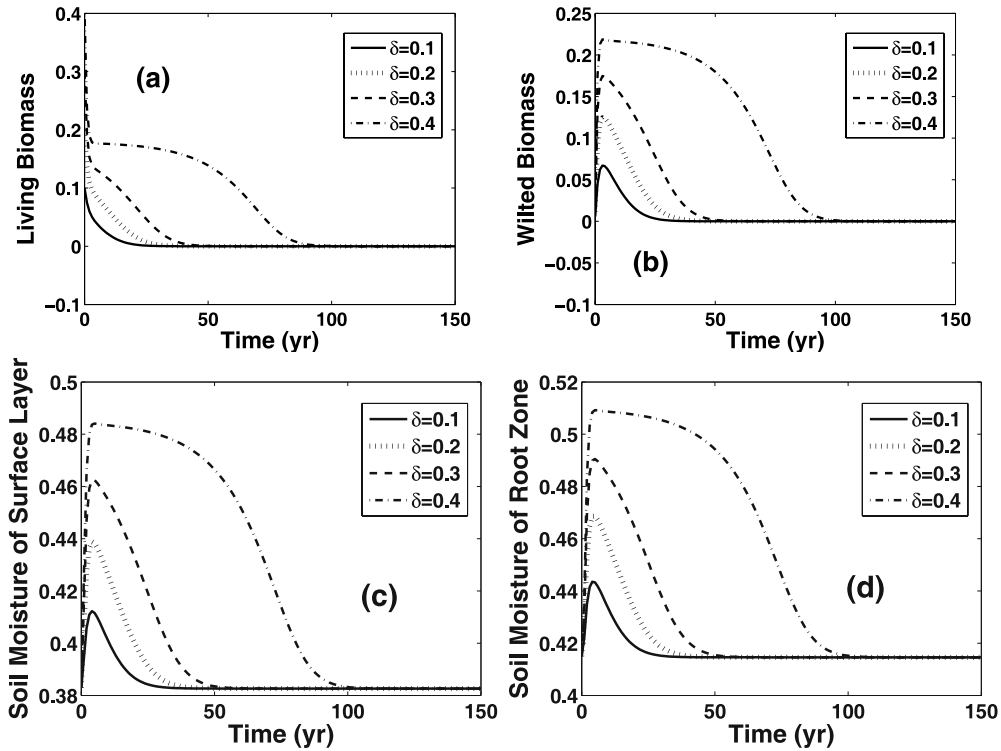 0.4
0.3
0.2
0.1
0
−0.1
Living Biomass
(a)
δ=0.1
δ=0.2
δ=0.3
δ=0.4
0 50 100 150
Time (yr)
0.25
0.2
0.15
0.1
0.05
0
−0.05
−0.1
Wilted Biomass
(b)
δ=0.1
δ=0.2
δ=0.3
δ=0.4
0 50 100 150
Time (yr)
0.5
0.48
0.46
0.44
0.42
0.4
0.38
Soil Moisture of Surface Layer
(c)
δ=0.1
δ=0.2
δ=0.3
δ=0.4
0 50 100 150
Time (yr)
0.52
0.5
0.48
0.46
0.44
0.42
0.4
Soil Moisture of Root Zone
(d)
δ=0.1
δ=0.2
δ=0.3
δ=0.4
0 50 100 150
Time (yr)